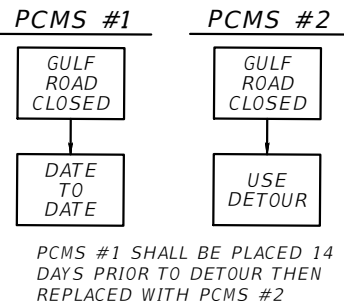 PCMS #1
GULF
ROAD
CLOSED
DATE
TO
DATE
PCMS #2
GULF
ROAD
CLOSED
USE
DETOUR
PCMS #1 SHALL BE PLACED 14
DAYS PRIOR TO DETOUR THEN
REPLACED WITH PCMS #2